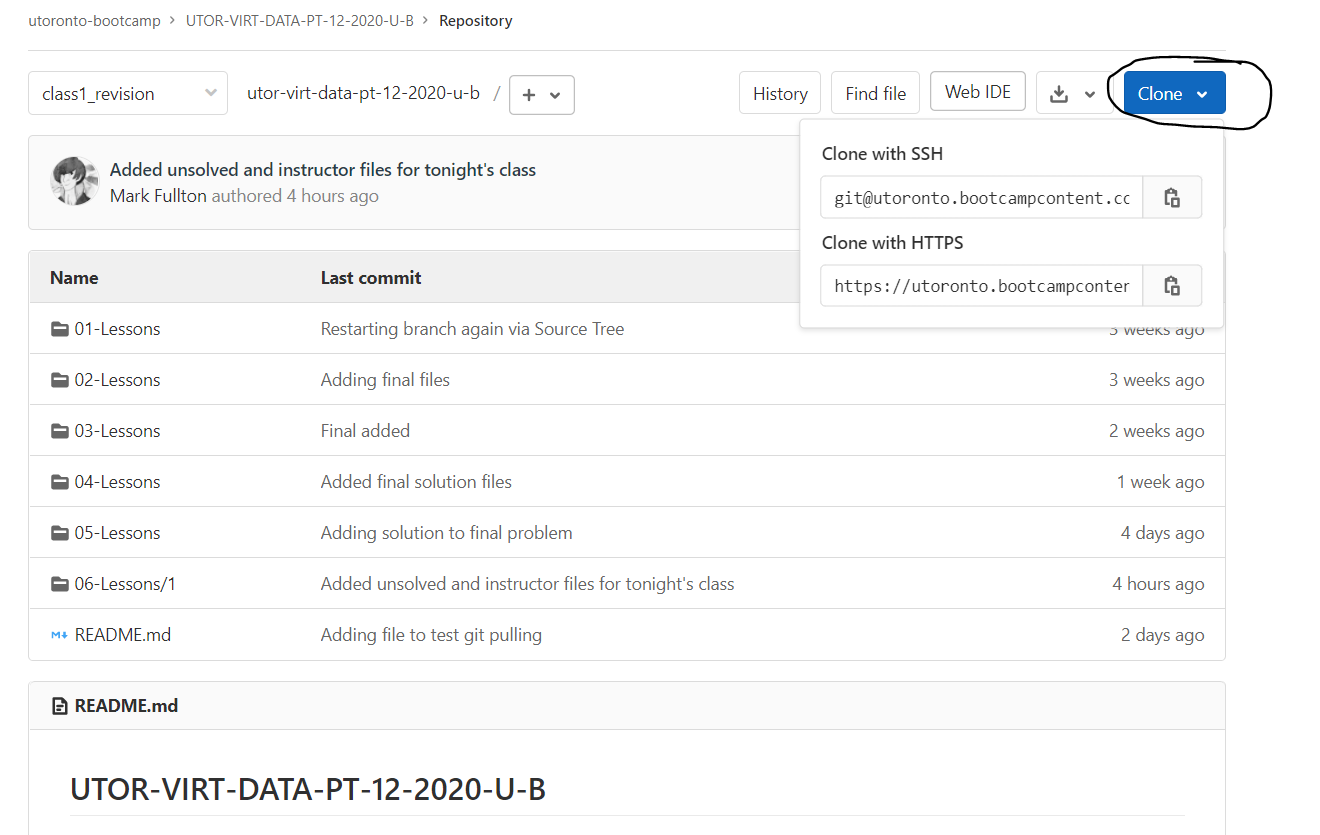 utoronto-bootcamp › UTOR-VIRT-DATA-PT-12-2020-U-B › Repository
class1_revision utor-virt-data-pt-12-2020-u-b / + History Find file Web IDE Clone
Clone with SSH
git@utoronto.bootcampcontent.cc
Clone with HTTPS
https://utoronto.bootcampconter
Added unsolved and instructor files for tonight's class
Mark Fullton authored 4 hours ago
Name Last commit
01-Lessons Restarting branch again via Source Tree 3 weeks ago
02-Lessons Adding final files 3 weeks ago
03-Lessons Final added 2 weeks ago
04-Lessons Added final solution files 1 week ago
05-Lessons Adding solution to final problem 4 days ago
06-Lessons/1 Added unsolved and instructor files for tonight's class 4 hours ago
README.md Adding file to test git pulling 2 days ago
README.md
UTOR-VIRT-DATA-PT-12-2020-U-B